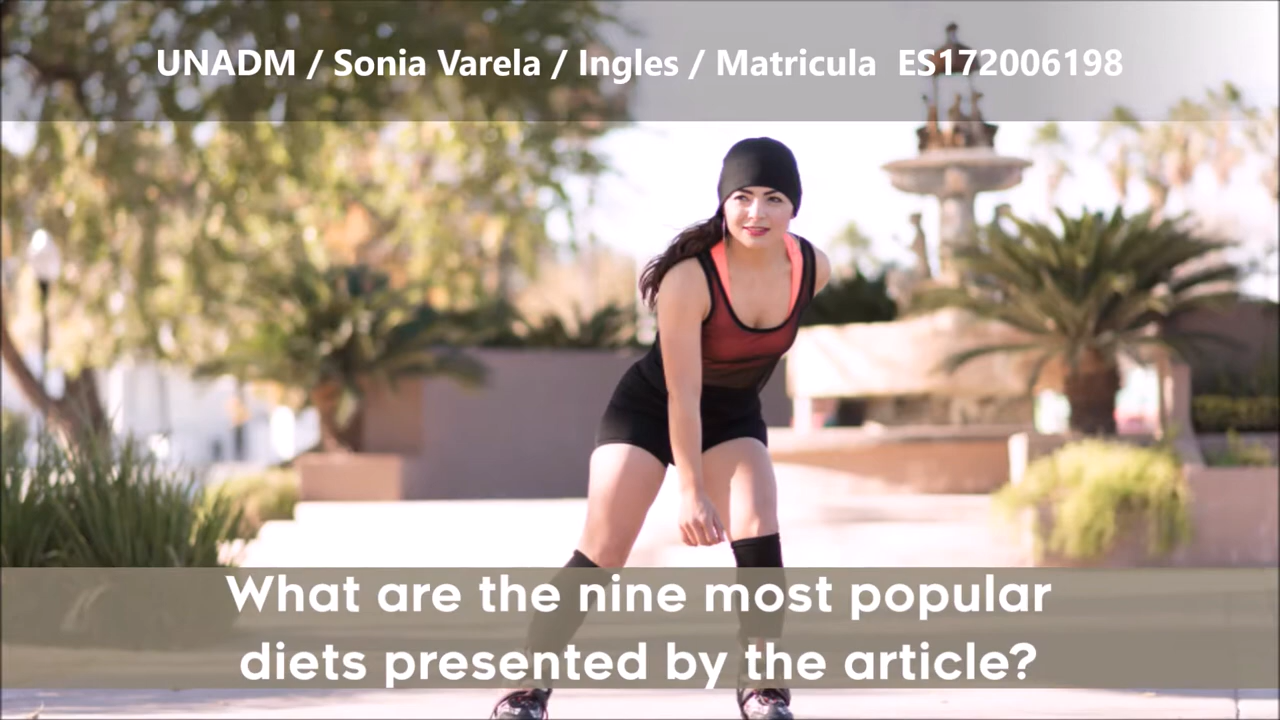 UNADM / Sonia Varela / Ingles / Matricula ES172006198
What are the nine most popular
diets presented by the article?